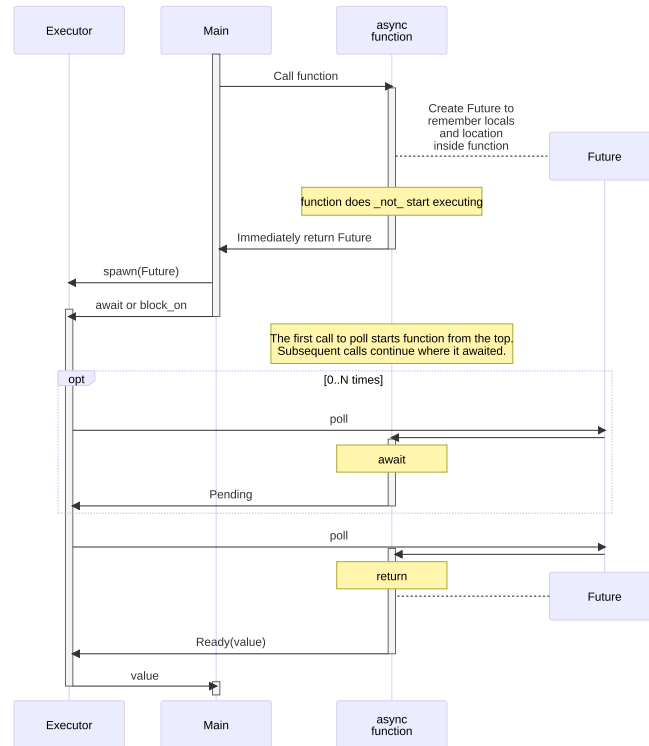 Executor
Main
async
function
Call function
Create Future to
remember locals
and location
inside function
Future
function does _not_ start executing
Immediately return Future
spawn(Future)
await or block_on
The first call to poll starts function from the top.
Subsequent calls continue where it awaited.
opt
[0..N times]
poll
await
Pending
poll
return
Future
Ready(value)
value
Executor
Main
async
function